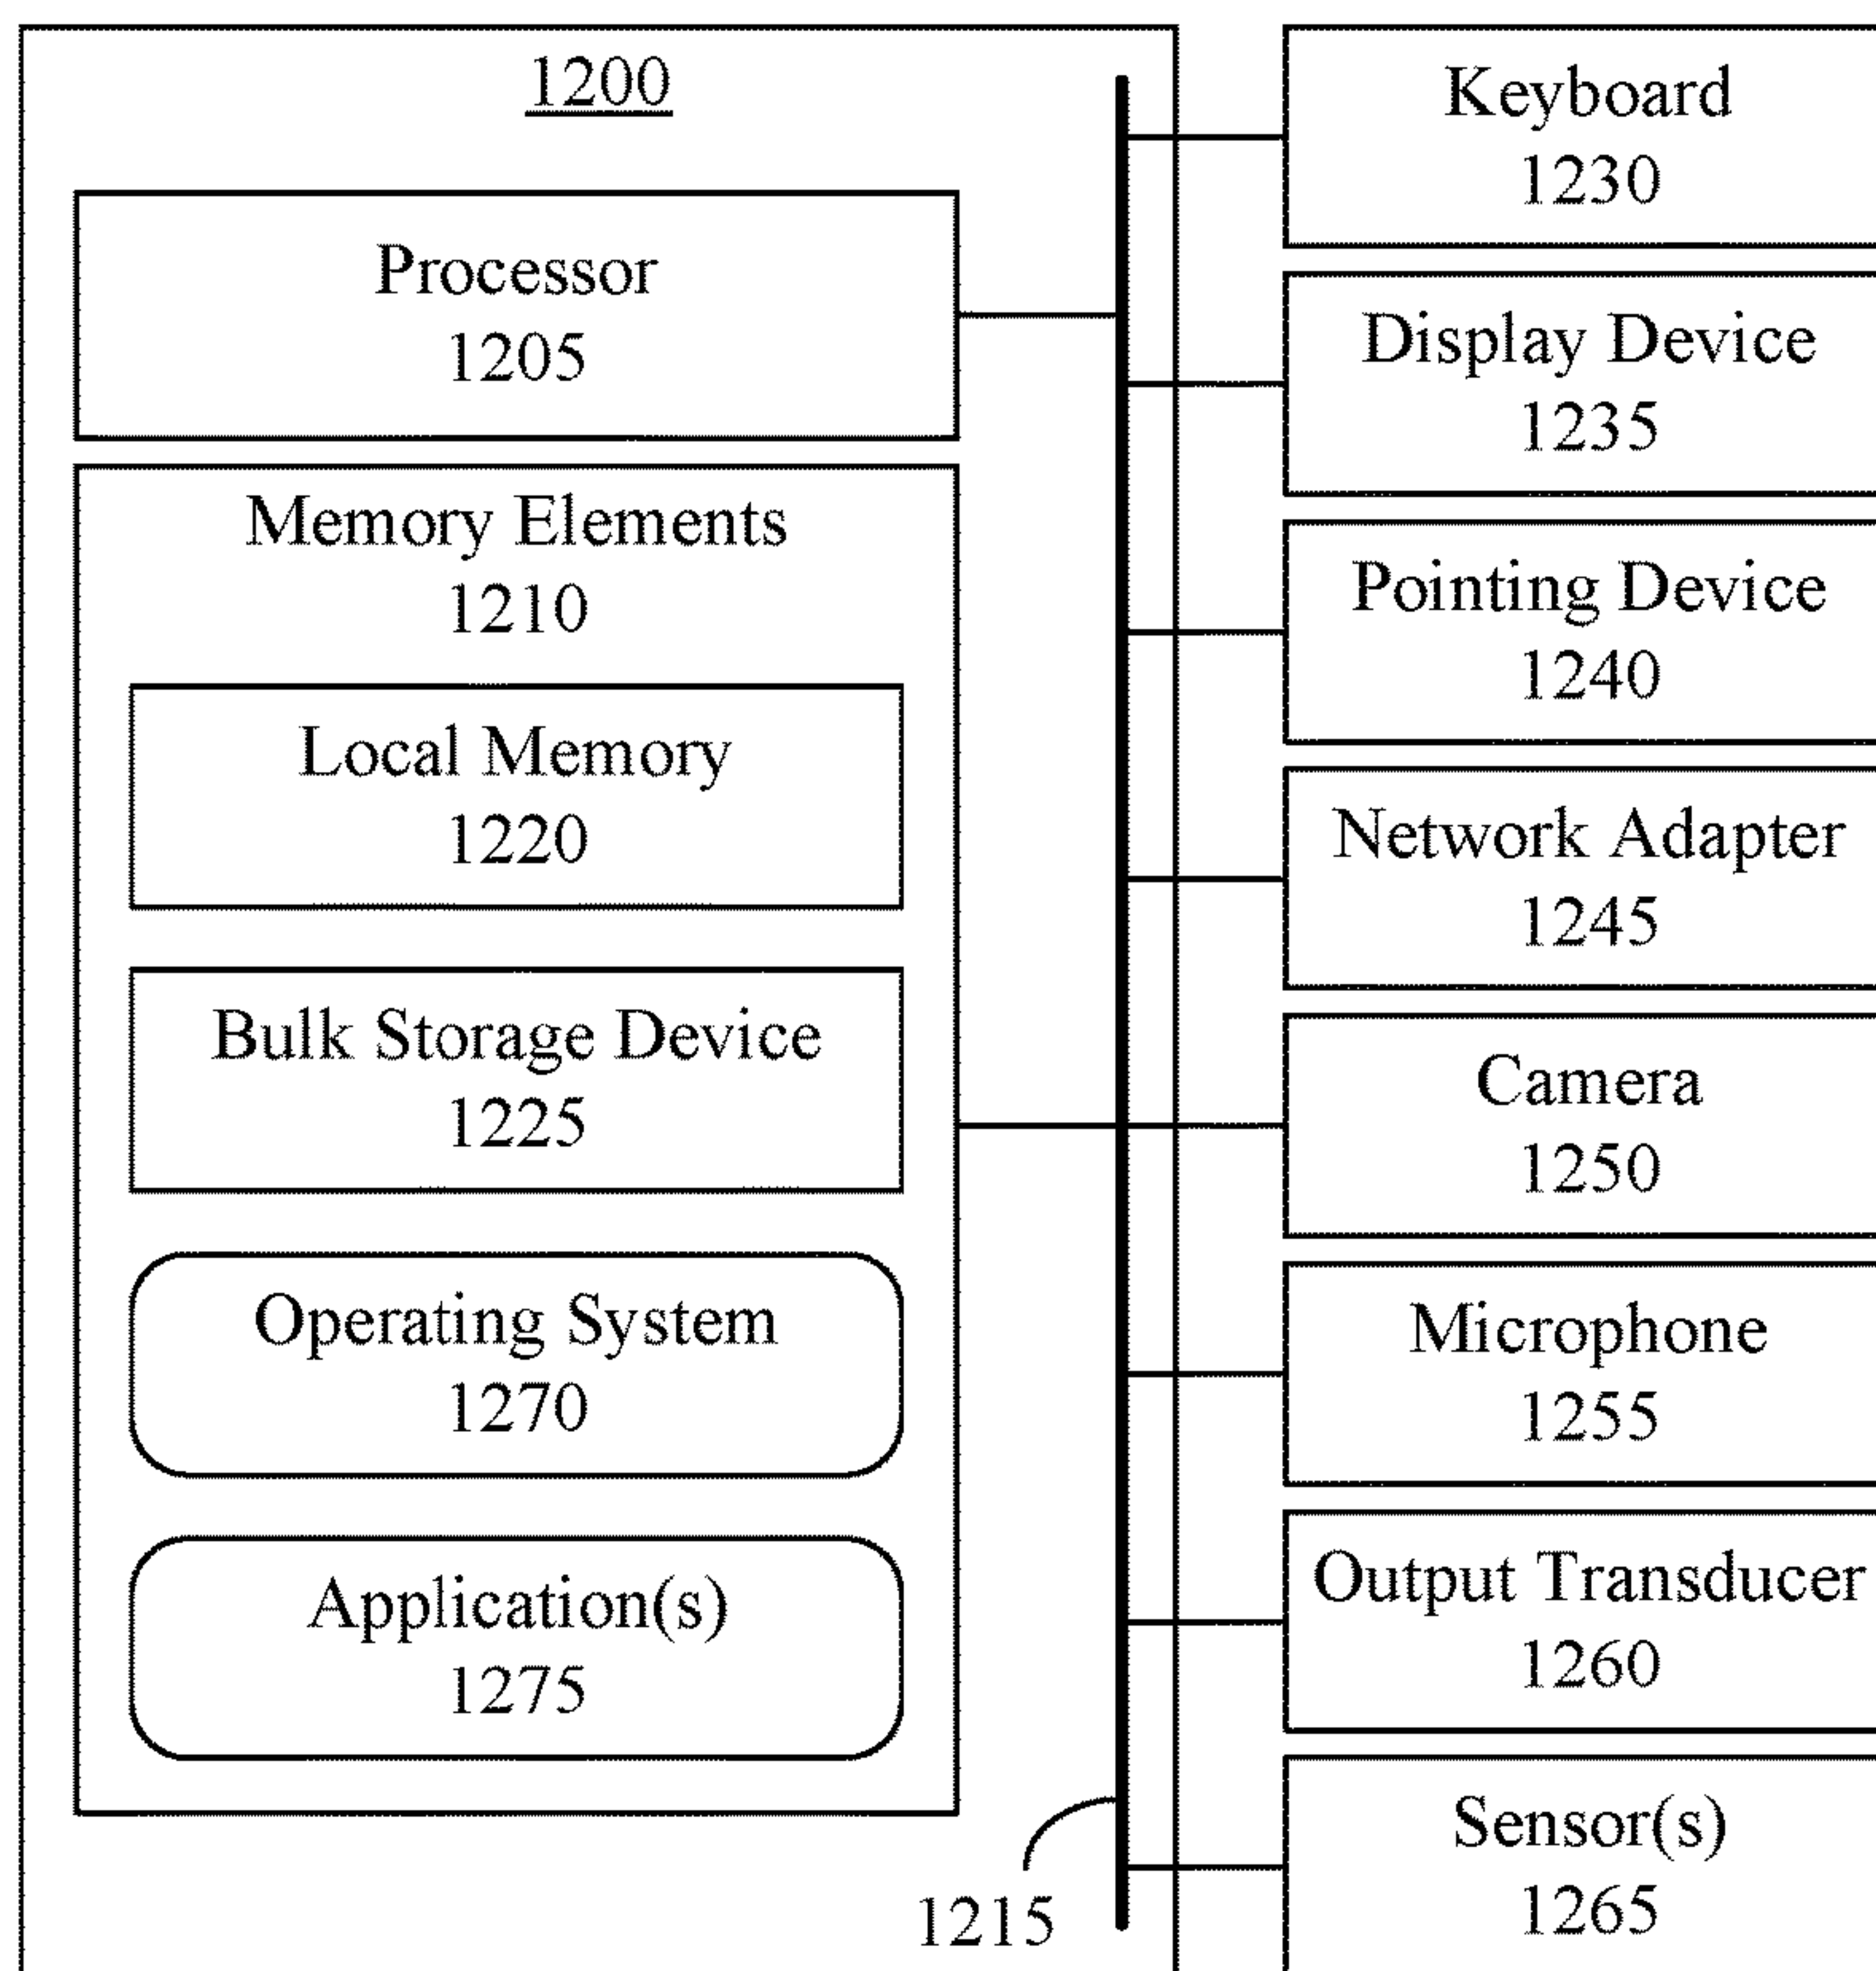 1200
Processor
1205
Memory Elements
1210
Local Memory
1220
Bulk Storage Device
1225
Operating System
1270
Application(s)
1275
1215
Keyboard
1230
Display Device
1235
Pointing Device
1240
Network Adapter
1245
Camera
1250
Microphone
1255
Output Transducer
1260
Sensor(s)
1265